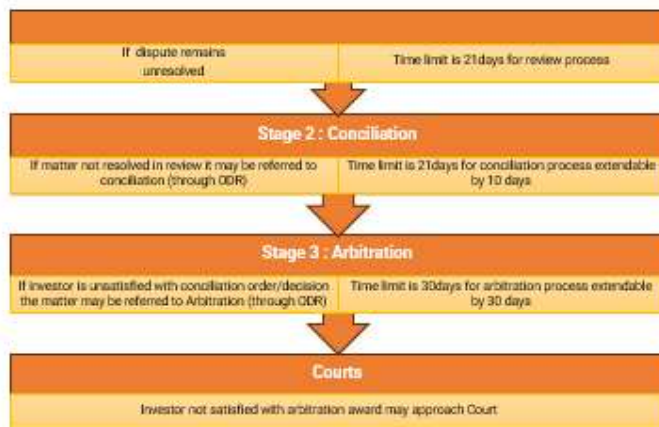 If dispute remains
unresolved
Time limit is 21days for review process
Stage 2 : Conciliation
If matter not resolved in review it may be referred to
conciliation (through ODR)
Time limit is 21days for conciliation process extendable
by 10 days
Stage 3 : Arbitration
If investor is unsatisfied with conciliation order/decision
the matter may be referred to Arbitration (through ODR)
Time limit is 30days for arbitration process extendable
by 30 days
Courts
Investor not satisfied with arbitration award may approach Court